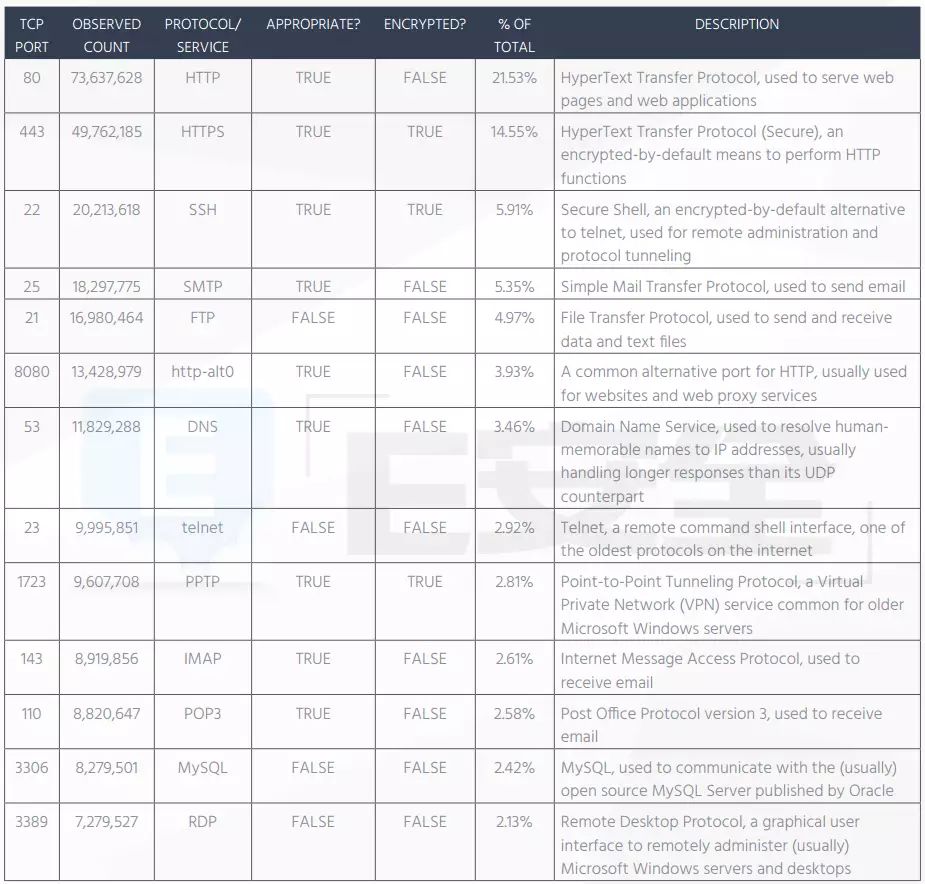 TCP PORT OBSERVED COUNT PROTOCOL/ SERVICE APPROPRIATE? ENCRYPTED? % OF TOTAL DESCRIPTION
80 73,637,628 HTTP TRUE FALSE 21.53% HyperText Transfer Protocol, used to serve web
pages and web applications
443 49,762,185 HTTPS TRUE TRUE 14.55% HyperText Transfer Protocol (Secure), an
encrypted-by-default means to perform HTTP
functions
22 20,213,618 SSH TRUE TRUE 5.91% Secure Shell, an encrypted-by-default alternative
to telnet, used for remote administration and
protocol tunneling
25 18,297,775 SMTP TRUE FALSE 5.35% Simple Mail Transfer Protocol, used to send email
21 16,980,464 FTP FALSE FALSE 4.97% File Transfer Protocol, used to send and receive
data and text files
8080 13,428,979 http-alt0 TRUE FALSE 3.93% A common alternative port for HTTP, usually used
for websites and web proxy services
53 11,829,288 DNS TRUE FALSE 3.46% Domain Name Service, used to resolve human-
memorable names to IP addresses, usually
handling longer responses than its UDP
counterpart
E安全
23 9,995,851 telnet FALSE FALSE 2.92% Telnet, a remote command shell interface, one of
the oldest protocols on the internet
1723 9,607,708 PPTP TRUE TRUE 2.81% Point-to-Point Tunneling Protocol, a Virtual
Private Network (VPN) service common for older
Microsoft Windows servers
143 8,919,856 IMAP TRUE FALSE 2.61% Internet Message Access Protocol, used to
receive email
110 8,820,647 POP3 TRUE FALSE 2.58% Post Office Protocol version 3, used to receive
email
3306 8,279,501 MySQL FALSE FALSE 2.42% MySQL, used to communicate with the (usually)
open source MySQL Server published by Oracle
3389 7,279,527 RDP FALSE FALSE 2.13% Remote Desktop Protocol, a graphical user
interface to remotely administer (usually)
Microsoft Windows servers and desktops